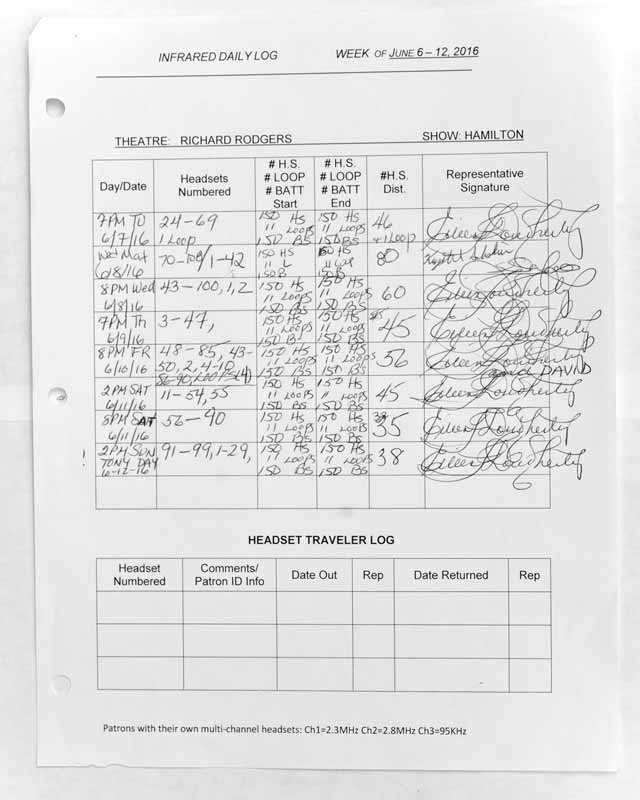 INFRARED DAILY LOG WEEK OF JUNE 6 – 12, 2016
THEATRE: RICHARD RODGERS SHOW: HAMILTON
Day/Date Headsets Numbered # H.S. # LOOP # BATT Start # H.S. # LOOP # BATT End #H.S. Dist. Representative Signature
7PM TU 24-69 150 HS 150 HS 46
6/7/16 1 Loop 11 LOOPS 11 LOOPS +1 Loop Eileen Dougherty
150 BS 150 BS
Wed Mat 70-100/1-42 150 HS 150 HS 80
6/8/16 11 L 11
150 B 150 B
8PM Wed 43-100, 1, 2 150 HS 150 HS 60 Eileen Dougherty
6/8/16 11 LOOPS 11 LOOPS
150 BS 150 BS
7PM Th 3-47, 150 HS 150 HS 45 Eileen Dougherty
6/9/16 11 LOOPS 11 LOOPS
150 BS 150 BS
8PM FR 48-85, 43- 150 HS 150 HS 56 Eileen Dougherty
6/10/16 50, 2, 4-10 11 LOOPS 11 LOOPS and DAVID
86-90, LOOPS (4) 150 BS 150 BS
2PM SAT 11-54, 55 150 HS 150 HS 45 Eileen Dougherty
6/11/16 11 LOOPS 11 LOOPS
150 BS 150 BS
8PM SAT 56-90 150 HS 150 HS 35 Eileen Dougherty
6/11/16 11 LOOPS 11 LOOPS
150 BS 150 BS
! 2PM SUN 91-99, 1-29, 150 HS 150 HS 38 Eileen Dougherty
TONY DAY 11 LOOPS 11 LOOPS
6-12-16 150 BS 150 BS
HEADSET TRAVELER LOG
Headset Numbered Comments/ Patron ID Info Date Out Rep Date Returned Rep
Patrons with their own multi-channel headsets: Ch1=2.3MHz Ch2=2.8MHz Ch3=95KHz